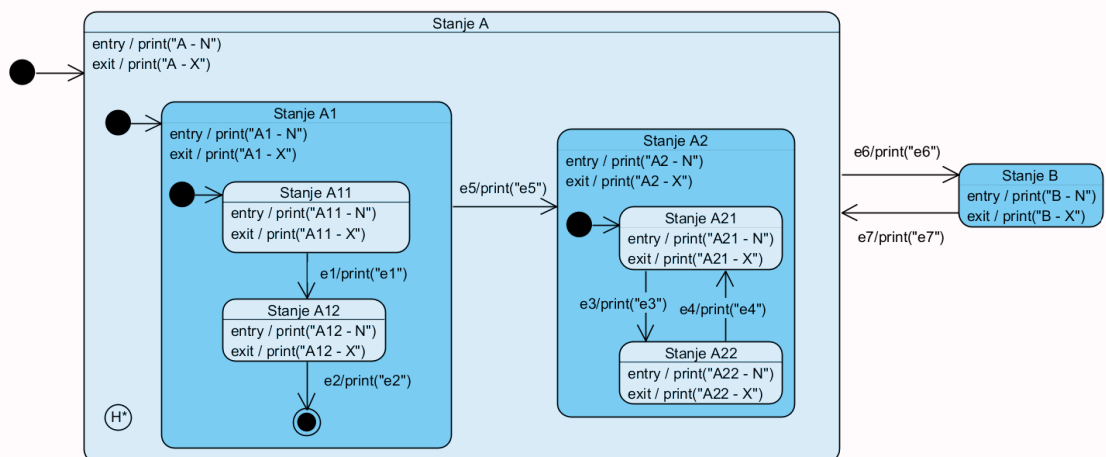 Stanje A
entry / print("A - N")
exit / print("A - X")
Stanje A1
entry / print("A1 - N")
exit / print("A1 - X")
Stanje A11
entry / print("A11 - N")
exit / print("A11 - X")
e1/print("e1")
Stanje A12
entry / print("A12 - N")
exit / print("A12 - X")
e2/print("e2")
H*
e5/print("e5")
Stanje A2
entry / print("A2 - N")
exit / print("A2 - X")
Stanje A21
entry / print("A21 - N")
exit / print("A21 - X")
e3/print("e3")
e4/print("e4")
Stanje A22
entry / print("A22 - N")
exit / print("A22 - X")
e6/print("e6")
Stanje B
entry / print("B - N")
exit / print("B - X")
e7/print("e7")